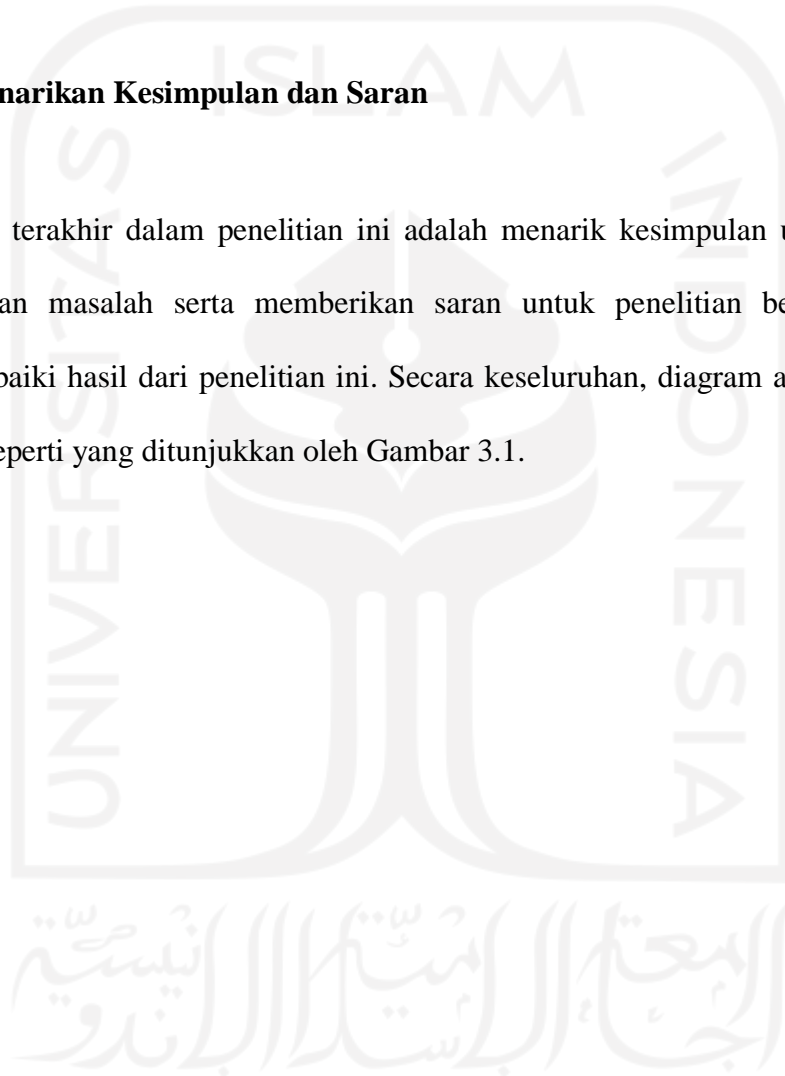 narikan Kesimpulan dan Saran
terakhir dalam penelitian ini adalah menarik kesimpulan u
an masalah serta memberikan saran untuk penelitian be
baiki hasil dari penelitian ini. Secara keseluruhan, diagram a
eperti yang ditunjukkan oleh Gambar 3.1.
UNIVERSITAS
ISLAM
INDONESIA